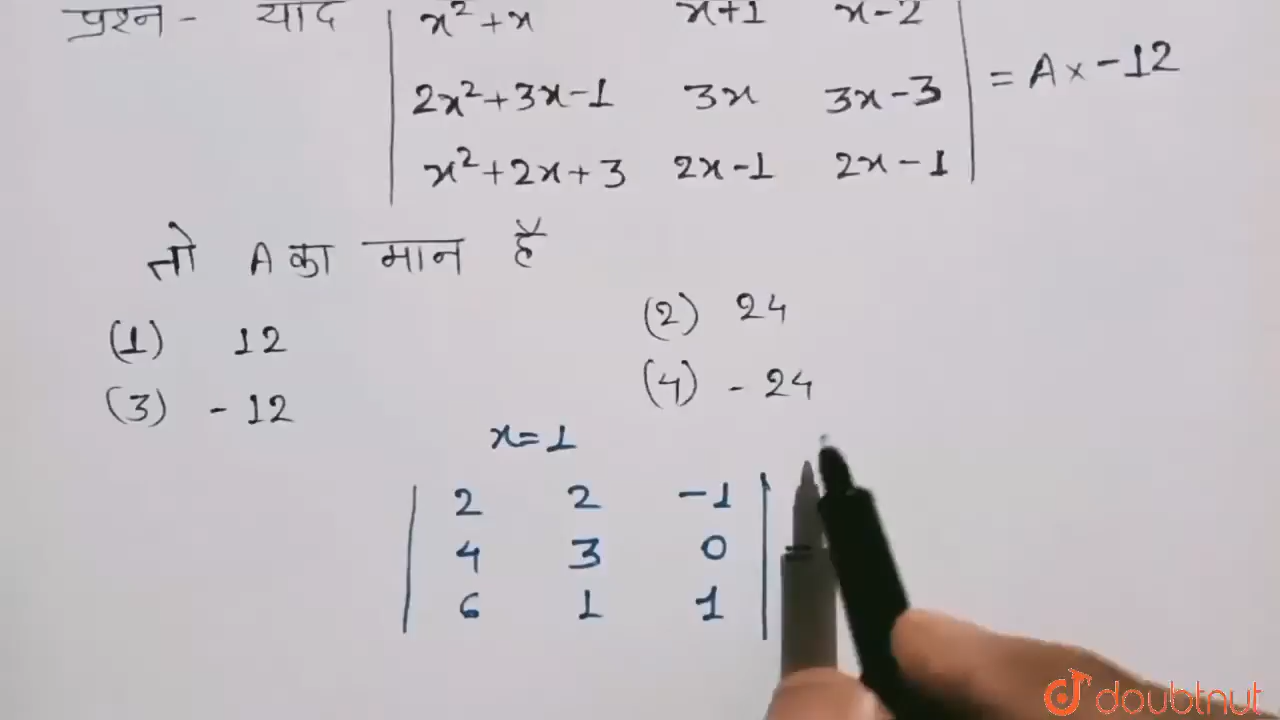 प्रश्न - याद | x²+x x+1 x-2 |
| 2x²+3x-1 3x 3x-3 | = Ax-12
| x²+2x+3 2x-1 2x-1 |
तो A का मान है
(1) 12 (2) 24
(3) -12 (4) -24
x=1
| 2 2 -1 |
| 4 3 0 | =
| 6 1 1 |
doubtnut